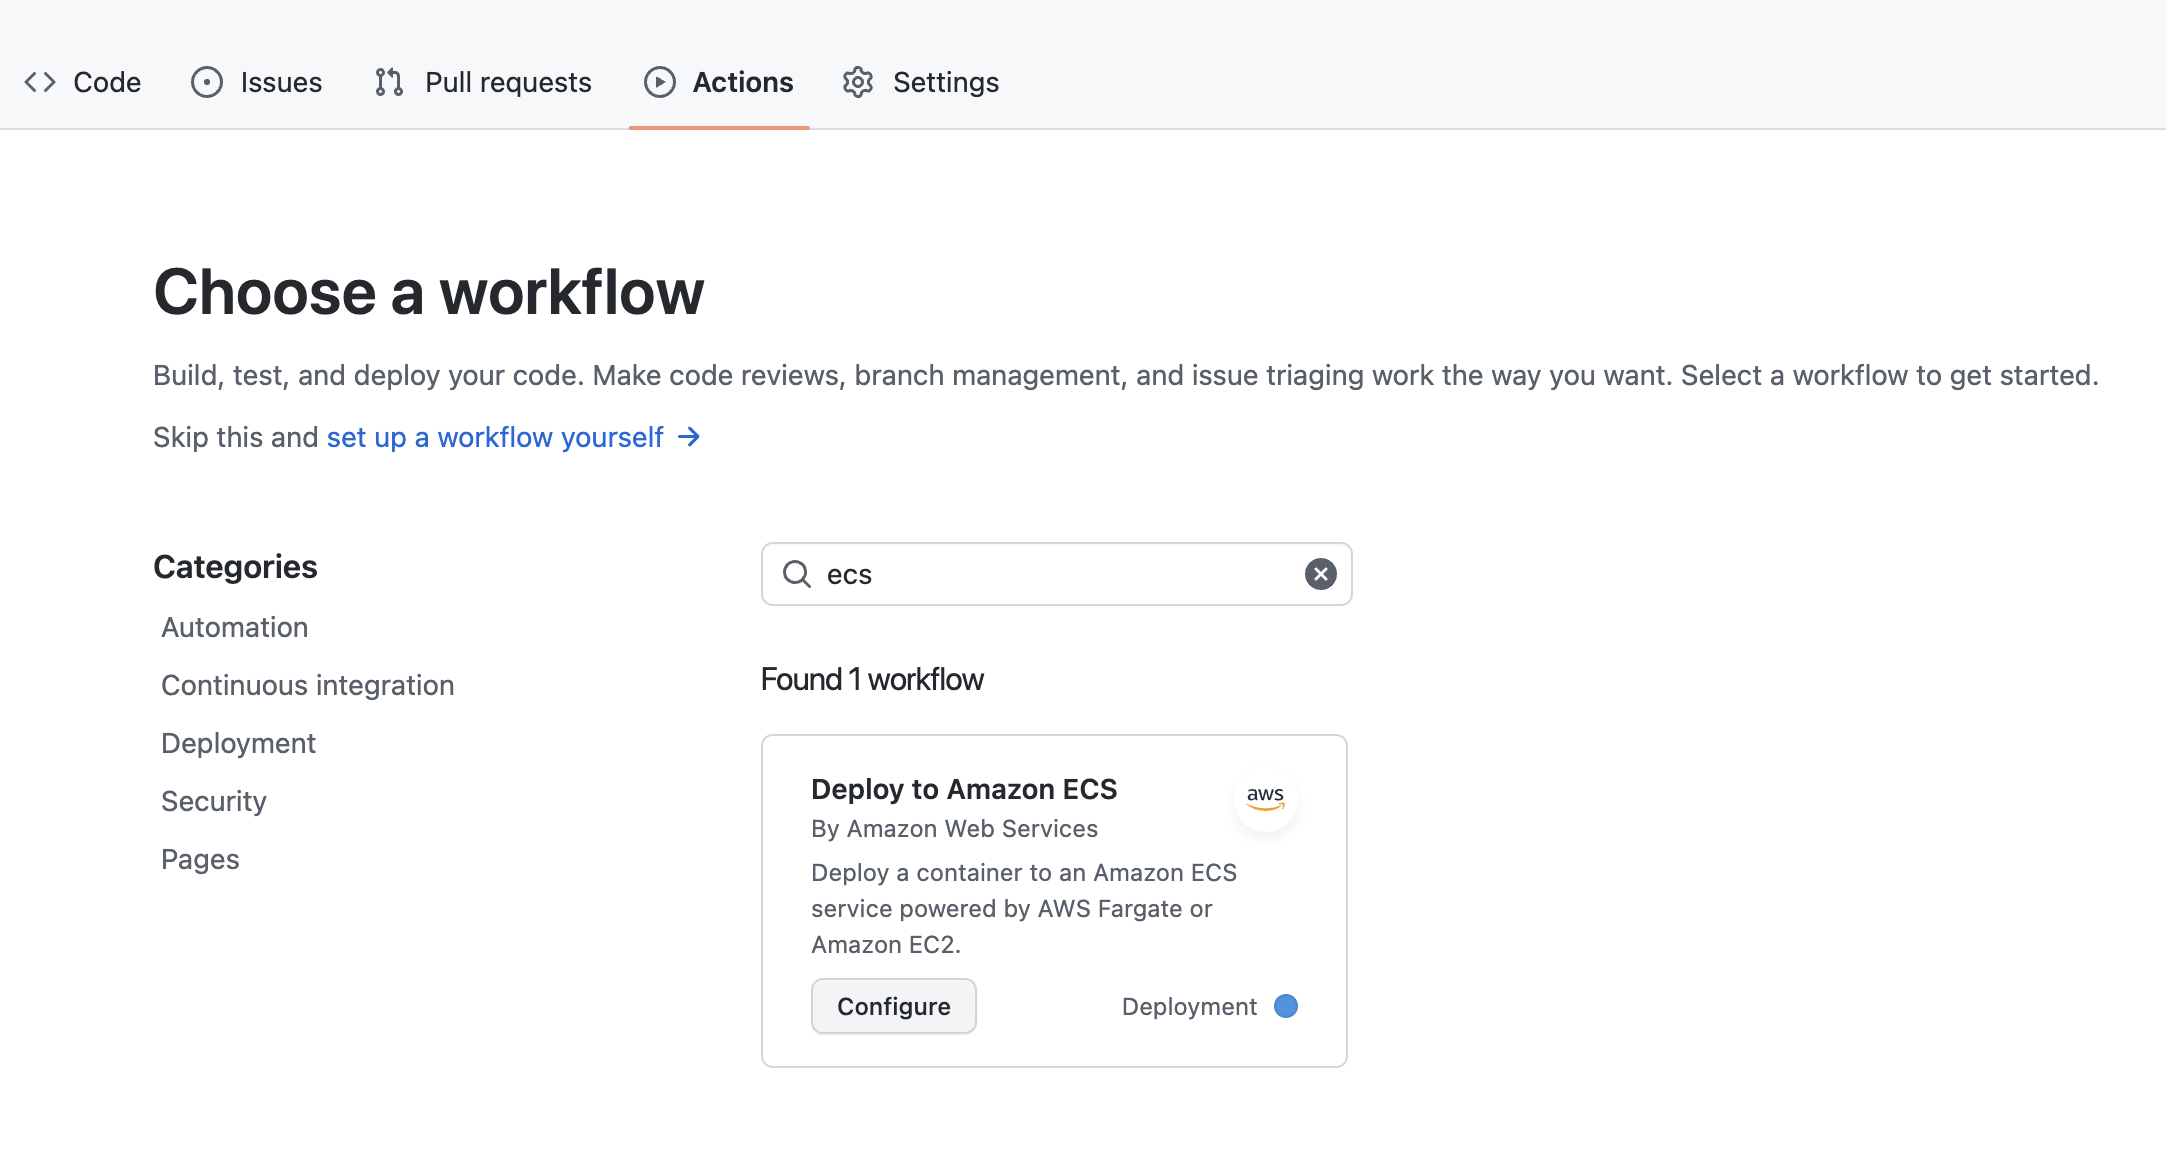 Code Issues Pull requests Actions Settings
Choose a workflow
Build, test, and deploy your code. Make code reviews, branch management, and issue triaging work the way you want. Select a workflow to get started.
Skip this and set up a workflow yourself →
Categories
Automation
Continuous integration
Deployment
Security
Pages
ecs
Found 1 workflow
Deploy to Amazon ECS
aws
By Amazon Web Services
Deploy a container to an Amazon ECS
service powered by AWS Fargate or
Amazon EC2.
Configure Deployment